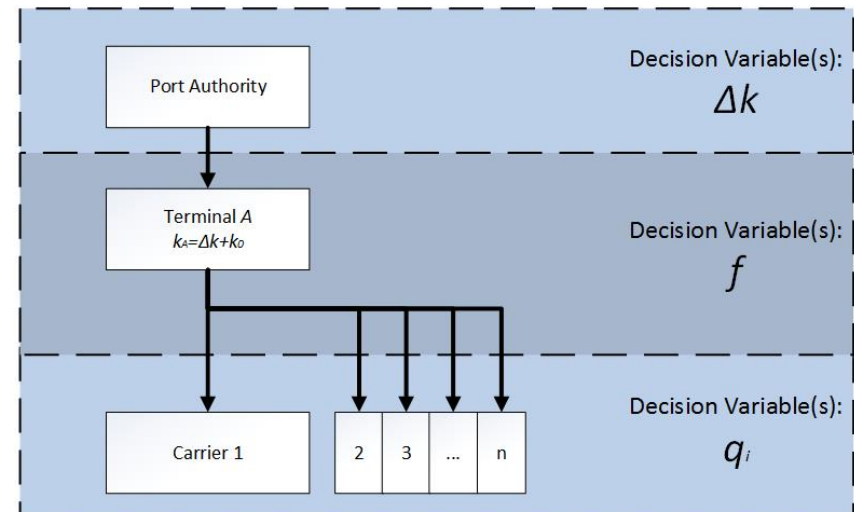 Port Authority
Decision Variable(s):
Δk
Terminal A
kA=Δk+k0
Decision Variable(s):
f
Carrier 1
2
3
...
n
Decision Variable(s):
qi